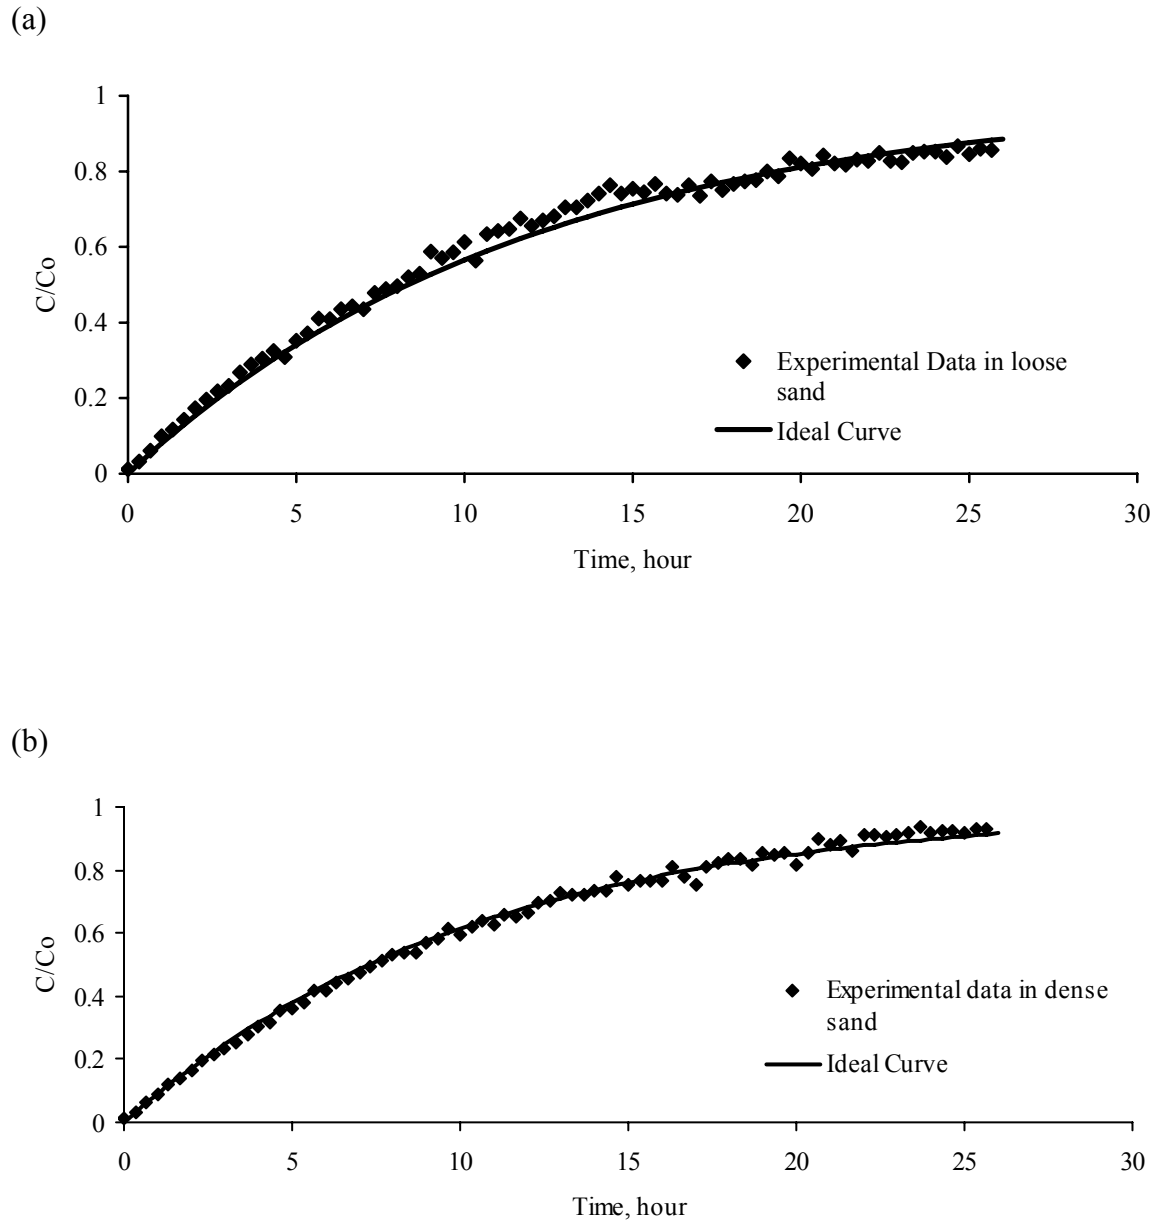 (a)
1
0.8
0.6
0.4
0.2
0
C/Co
Experimental Data in loose
sand
Ideal Curve
0 5 10 15 20 25 30
Time, hour
(b)
1
0.8
0.6
0.4
0.2
0
C/Co
Experimental data in dense
sand
Ideal Curve
0 5 10 15 20 25 30
Time, hour